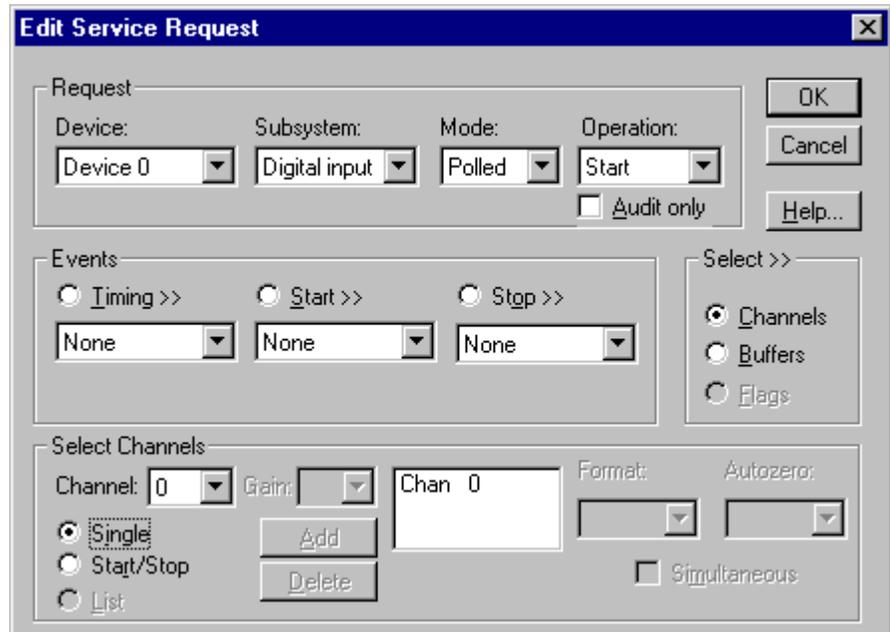 Edit Service Request
Request
OK
Device: Subsystem: Mode: Operation:
Cancel
Device 0 Digital input Polled Start
Audit only
Help...
Events
Select >>
Timing >> Start >> Stop >>
Channels
None None None
Buffers
Flags
Select Channels
Channel: 0 Gain: Chan 0 Format: Autozero:
Single
Add
Start/Stop
Delete
Simultaneous
List